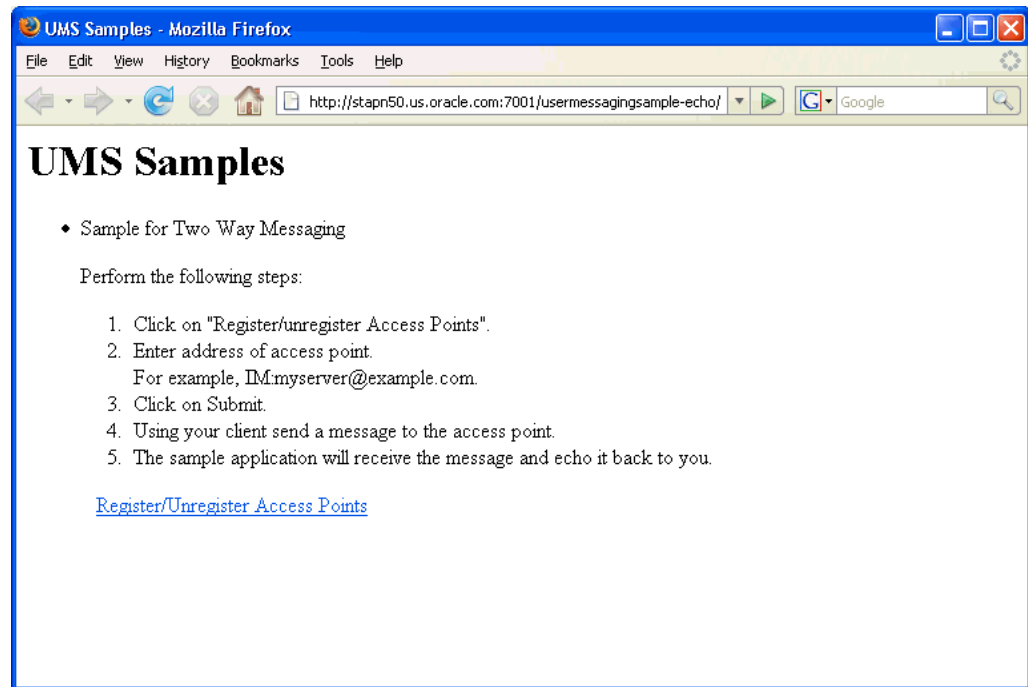 UMS Samples - Mozilla Firefox
File Edit View History Bookmarks Tools Help
http://stapn50.us.oracle.com:7001/usermessagingsample-echo/ G Google
UMS Samples
• Sample for Two Way Messaging
Perform the following steps:
1. Click on "Register/unregister Access Points".
2. Enter address of access point.
For example, IM:myserver@example.com.
3. Click on Submit.
4. Using your client send a message to the access point.
5. The sample application will receive the message and echo it back to you.
Register/Unregister Access Points